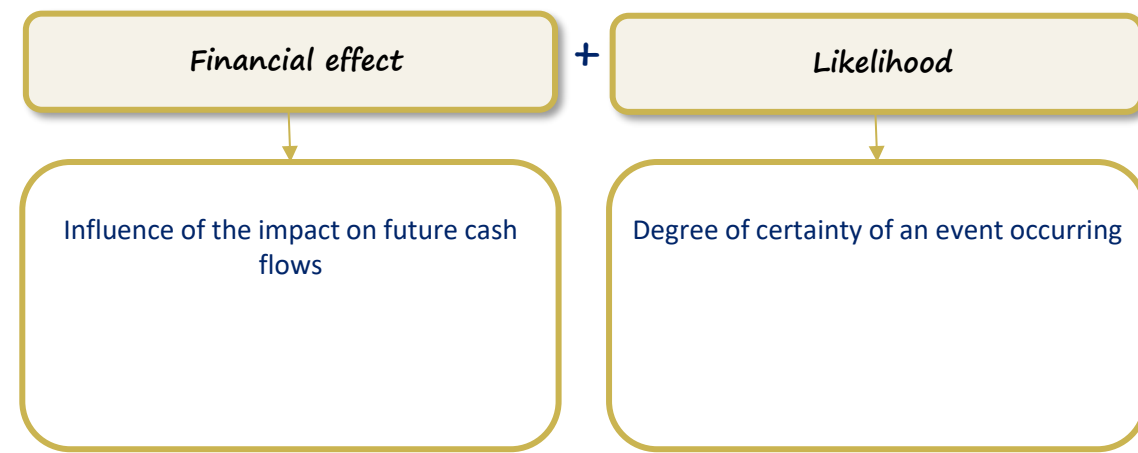 Financial effect
+
Likelihood
Influence of the impact on future cash
flows
Degree of certainty of an event occurring